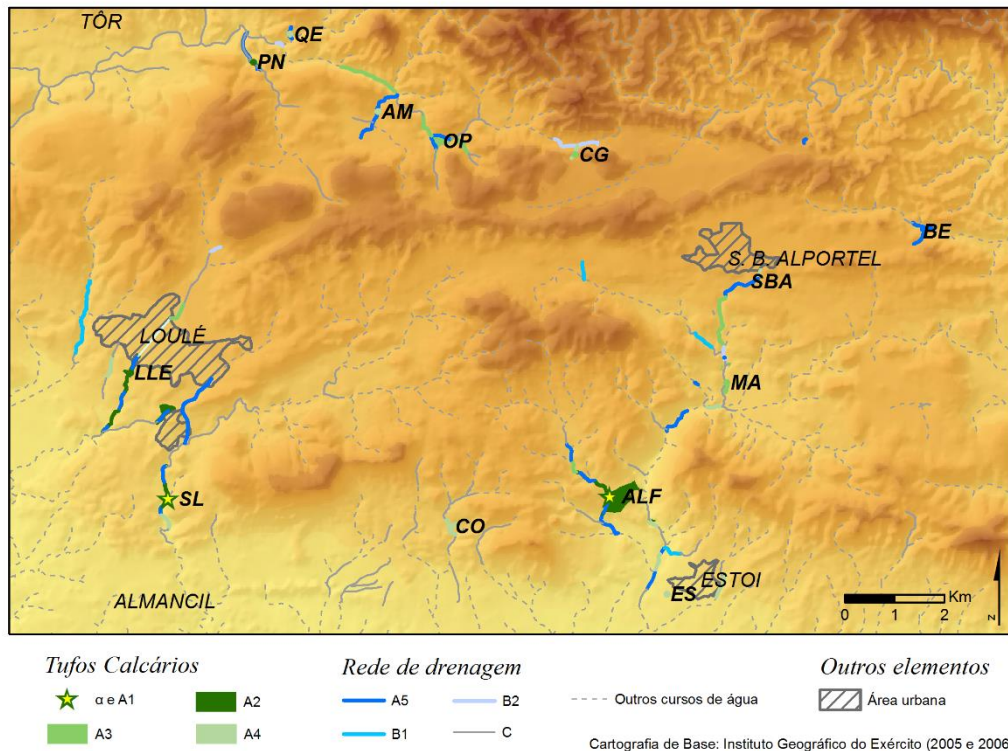 TÔR
QE
PN
AM
OP
CG
BE
S. B. ALPORTEL
SBA
LOULÉ
LLE
MA
SL
ALF
CO
ESTOI
ES
ALMANCIL
Km
0 1 2
N
Tufos Calcários
Rede de drenagem
Outros elementos
α e A1
A2
A5
B2
Outros cursos de água
Área urbana
A3
A4
B1
C
Cartografia de Base: Instituto Geográfico do Exército (2005 e 2006